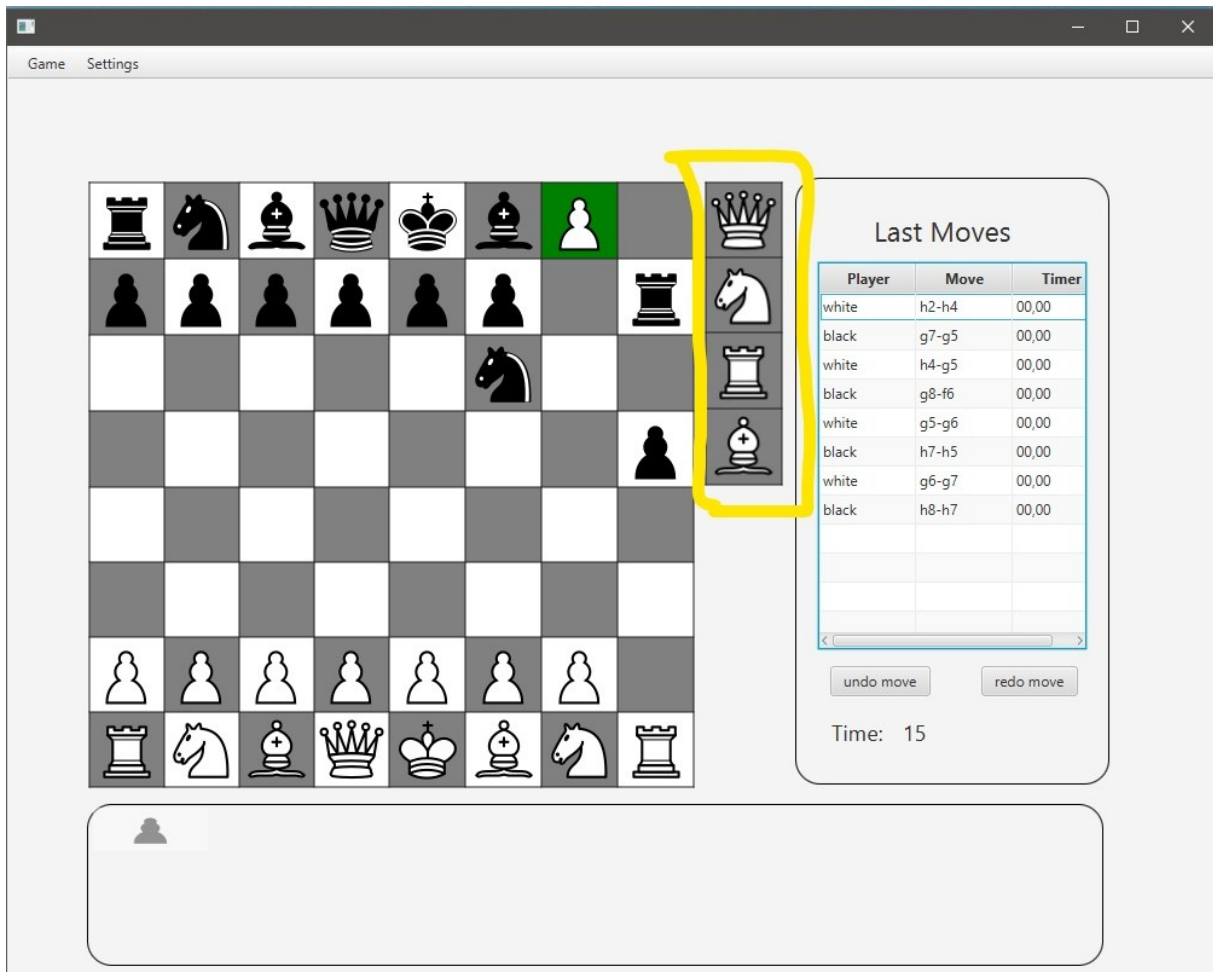 Game Settings
Last Moves
Player Move Timer
white h2-h4 00,00
black g7-g5 00,00
white h4-g5 00,00
black g8-f6 00,00
white g5-g6 00,00
black h7-h5 00,00
white g6-g7 00,00
black h8-h7 00,00
undo move redo move
Time: 15